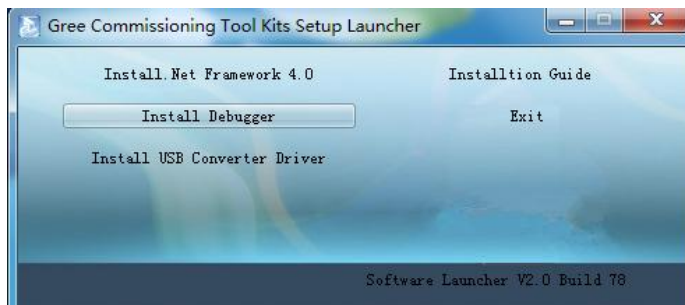 Gree Commissioning Tool Kits Setup Launcher
Install.Net Framework 4.0
Installtion Guide
Install Debugger
Exit
Install USB Converter Driver
Software Launcher V2.0 Build 78